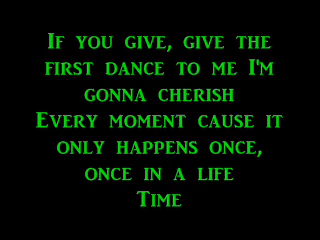 If you give, give the
first dance to me I'm
gonna cherish
Every moment cause it
only happens once,
once in a life
Time